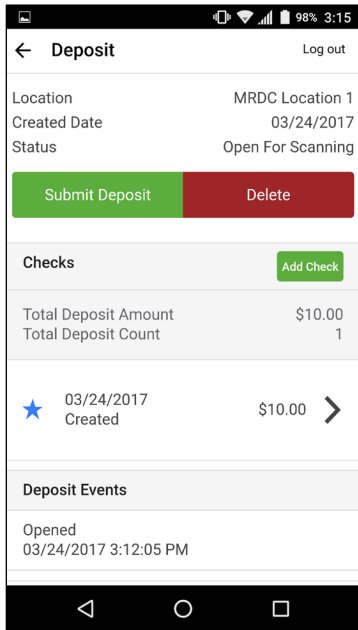 98% 3:15
Deposit Log out
Location MRDC Location 1
Created Date 03/24/2017
Status Open For Scanning
Submit Deposit Delete
Checks Add Check
Total Deposit Amount $10.00
Total Deposit Count 1
03/24/2017
Created $10.00
Deposit Events
Opened
03/24/2017 3:12:05 PM